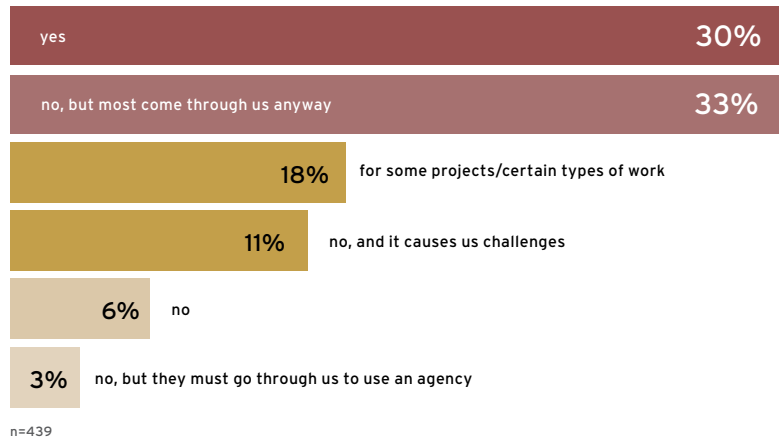 yes 30%
no, but most come through us anyway 33%
18% for some projects/certain types of work
11% no, and it causes us challenges
6% no
3% no, but they must go through us to use an agency
n=439